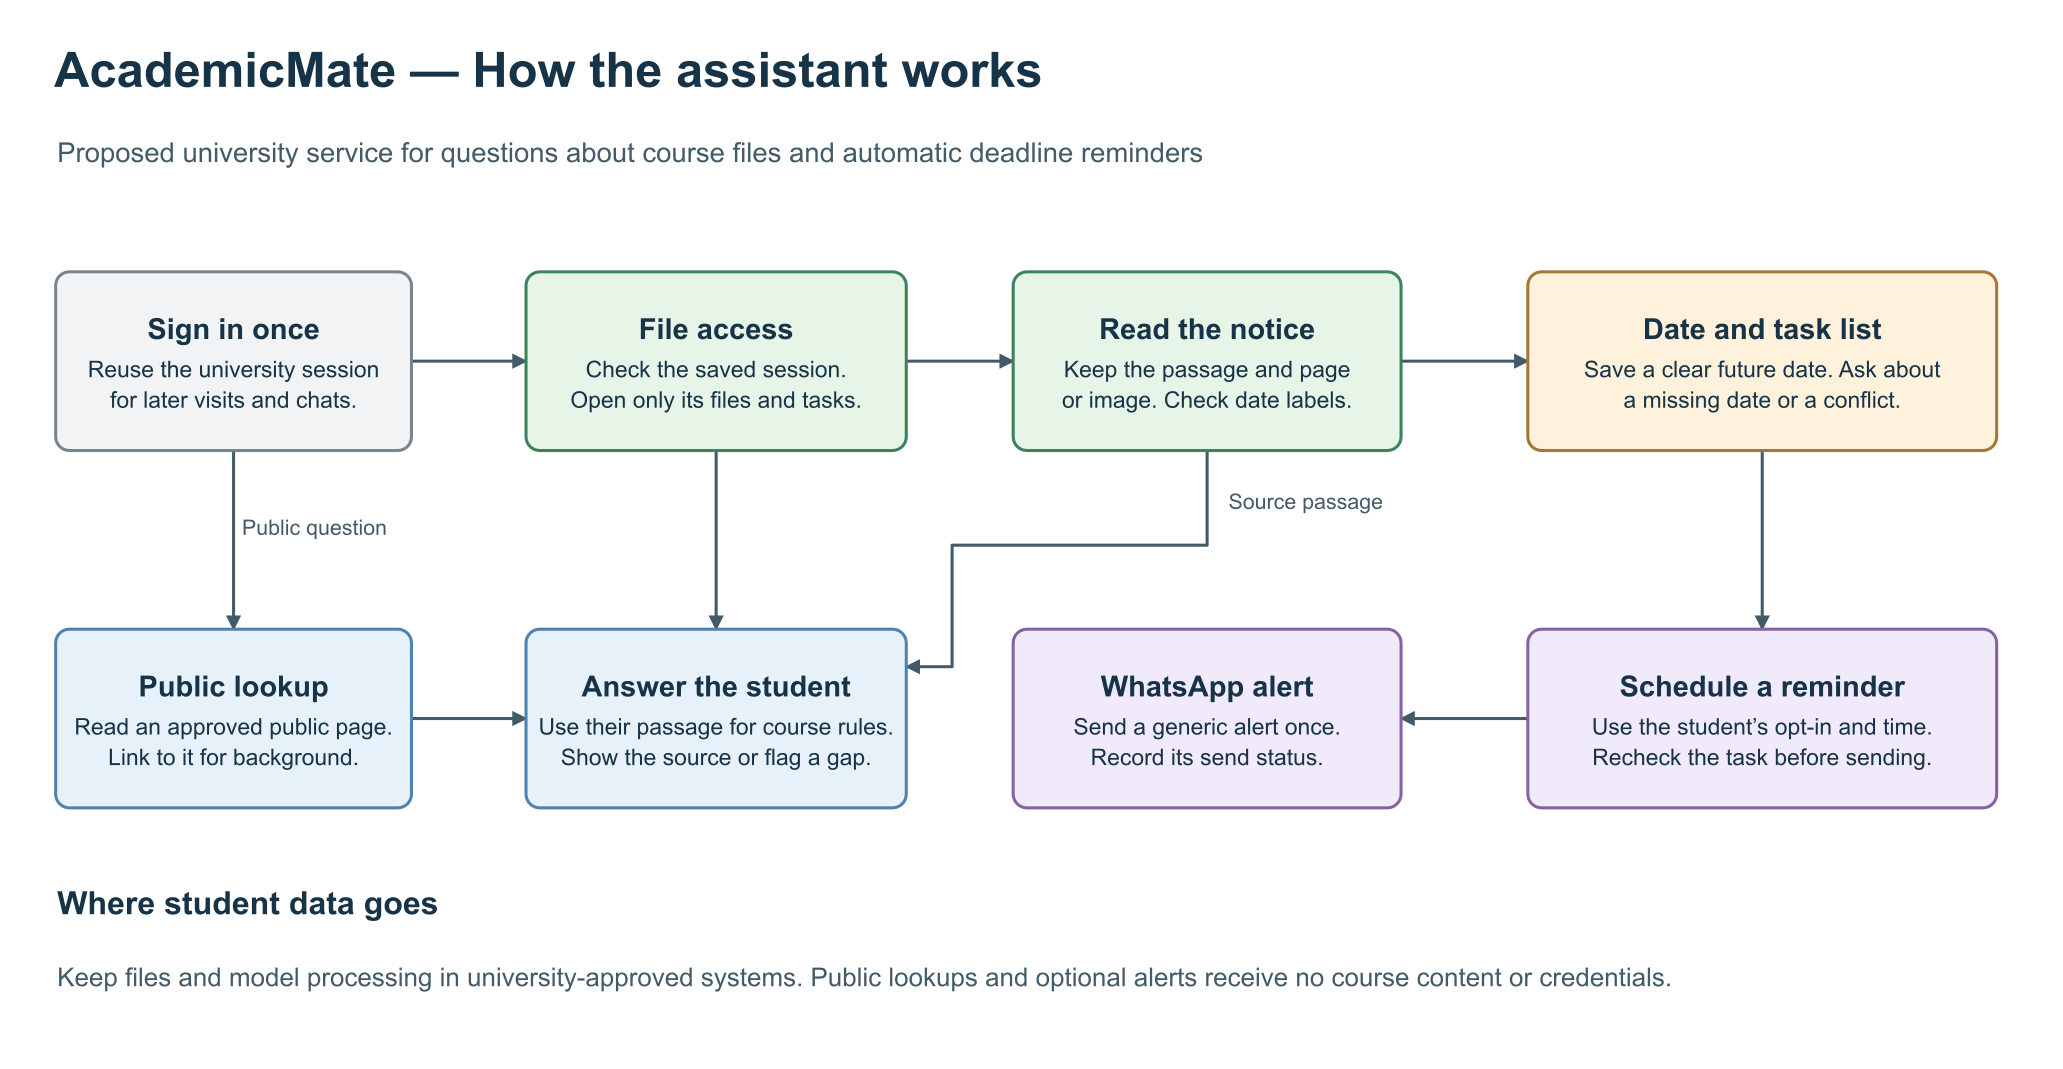 AcademicMate — How the assistant works
Proposed university service for questions about course files and automatic deadline reminders
Sign in once
Reuse the university session
for later visits and chats.
File access
Check the saved session.
Open only its files and tasks.
Read the notice
Keep the passage and page
or image. Check date labels.
Date and task list
Save a clear future date. Ask about
a missing date or a conflict.
Public question
Source passage
Public lookup
Read an approved public page.
Link to it for background.
Answer the student
Use their passage for course rules.
Show the source or flag a gap.
WhatsApp alert
Send a generic alert once.
Record its send status.
Schedule a reminder
Use the student’s opt-in and time.
Recheck the task before sending.
Where student data goes
Keep files and model processing in university-approved systems. Public lookups and optional alerts receive no course content or credentials.